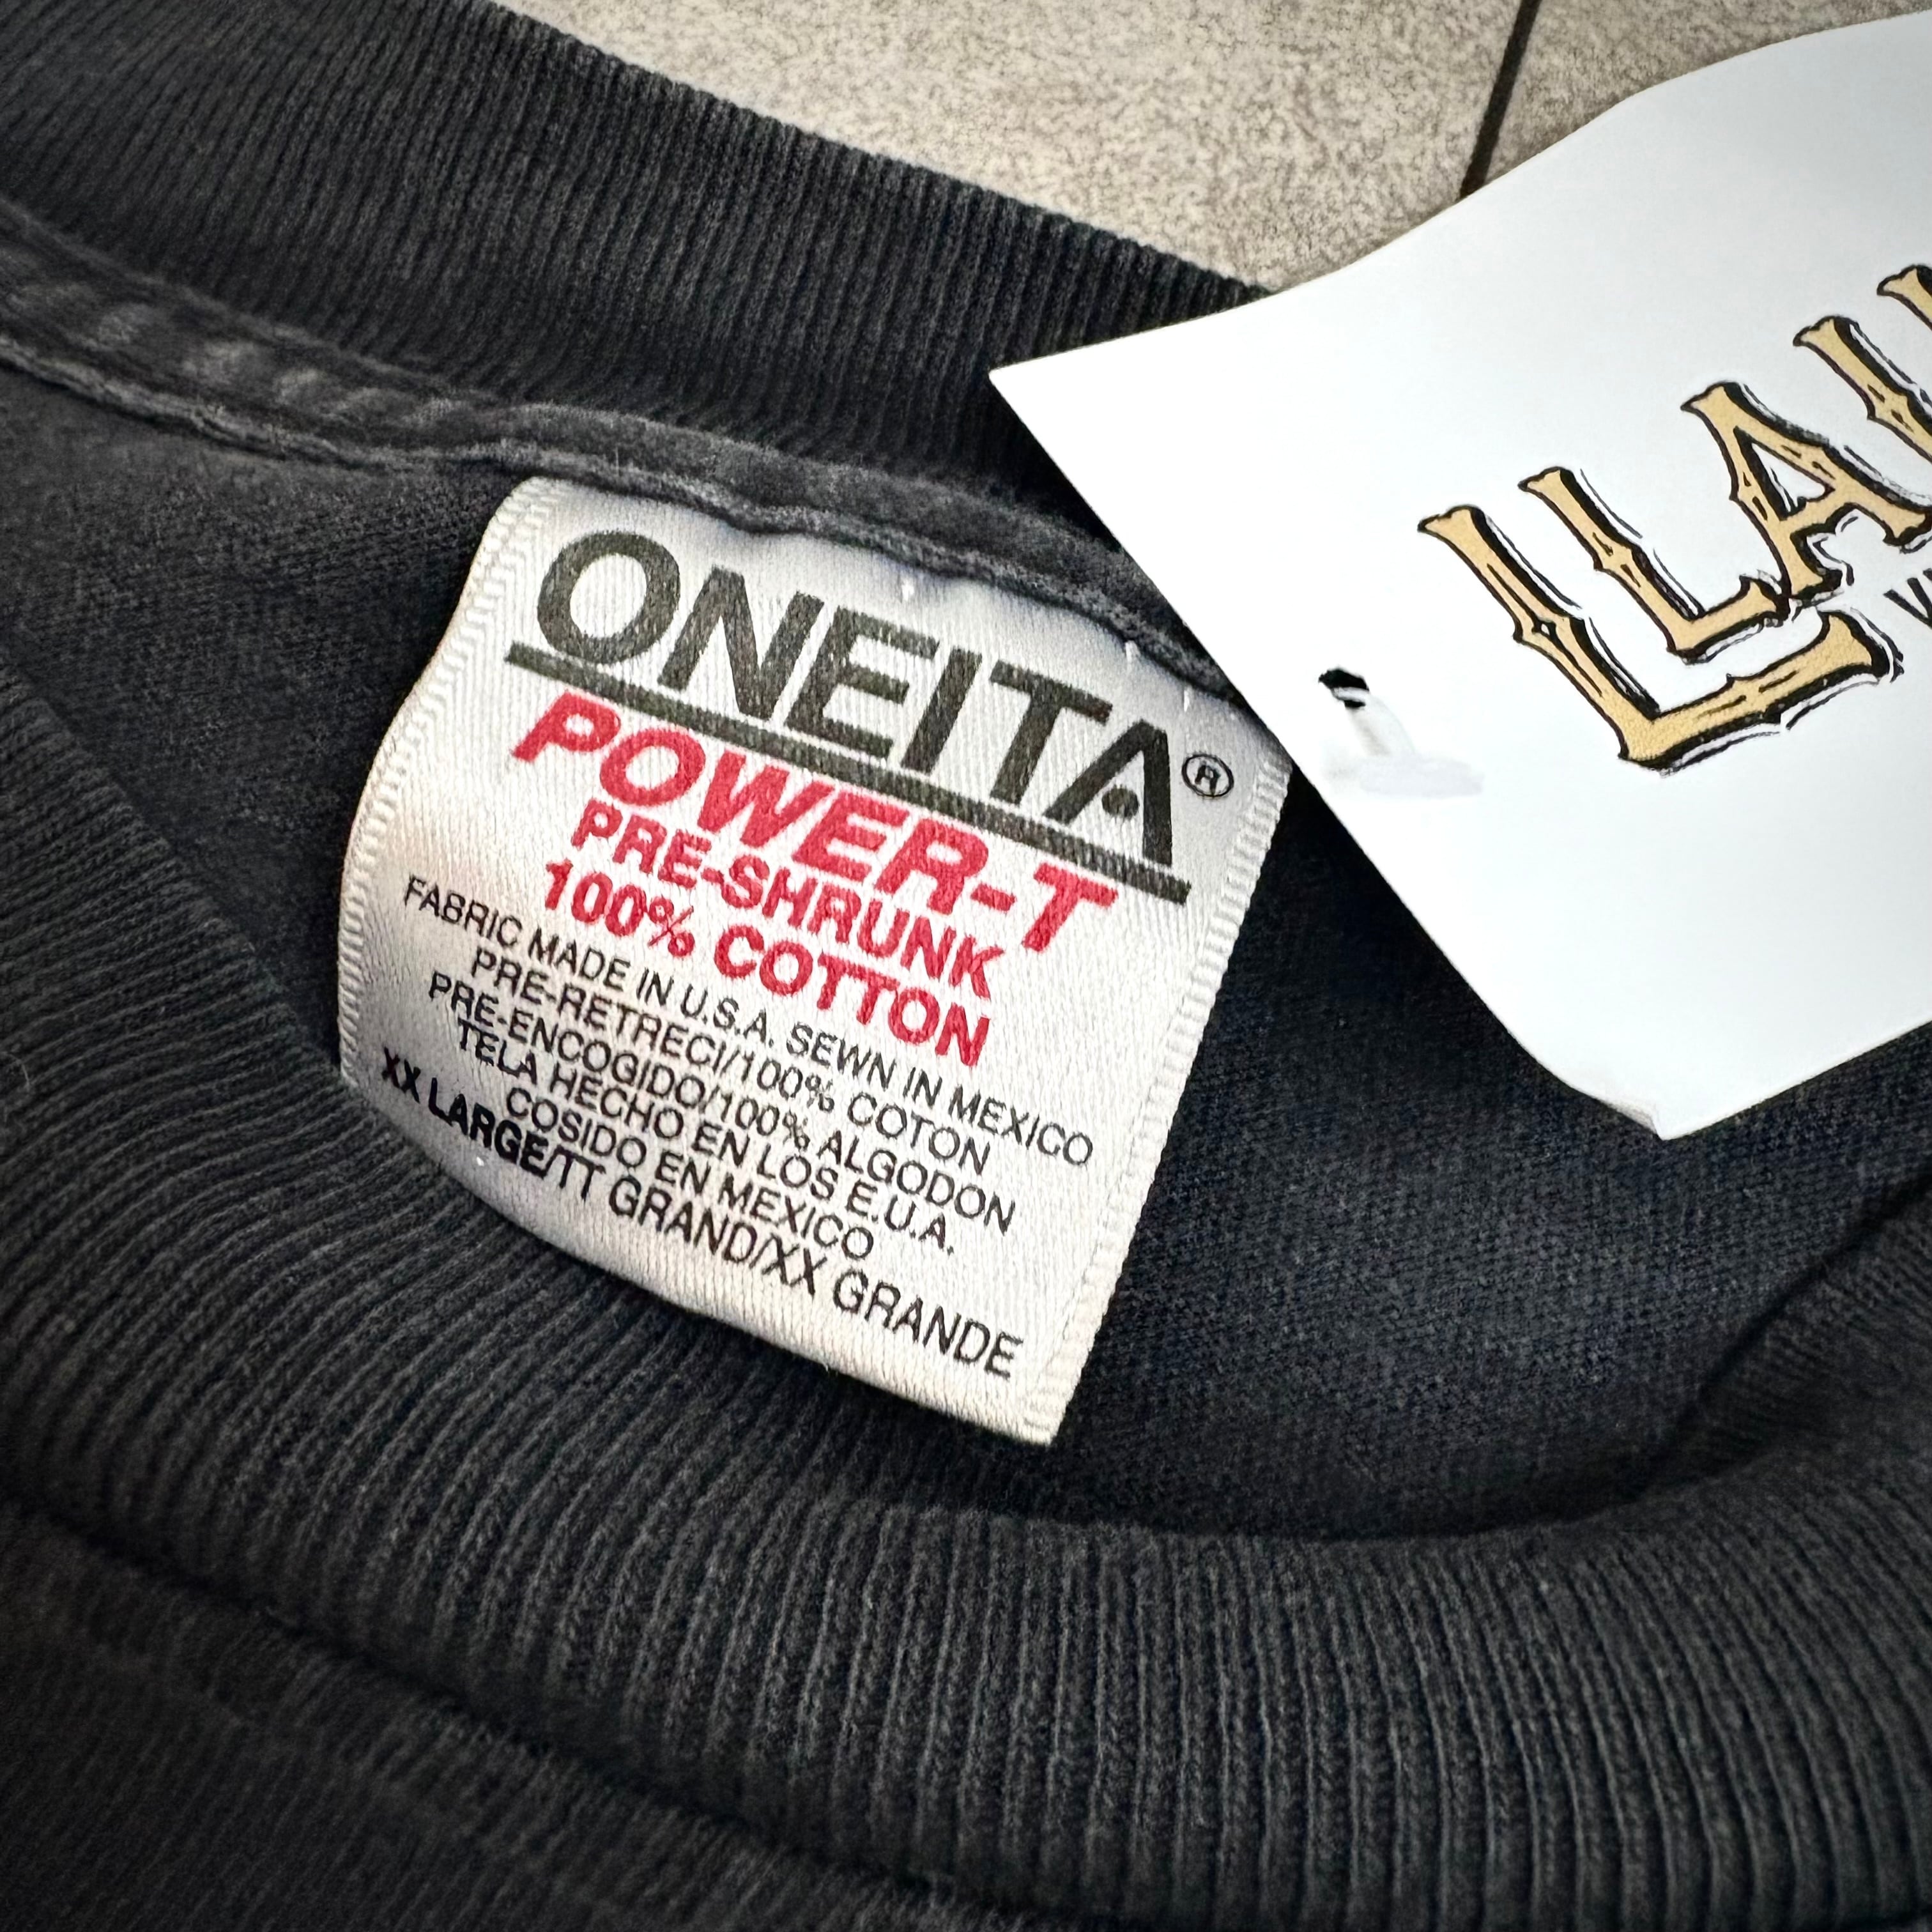 ONEITA®
POWER-T
PRE-SHRUNK
100% COTTON
FABRIC MADE IN U.S.A. SEWN IN MEXICO
PRE-RETRECI/100% COTON
PRE-ENCOGIDO/100% ALGODON
TELA HECHO EN LOS E.U.A.
COSIDO EN MEXICO
XX LARGE/TT GRAND/XX GRANDE